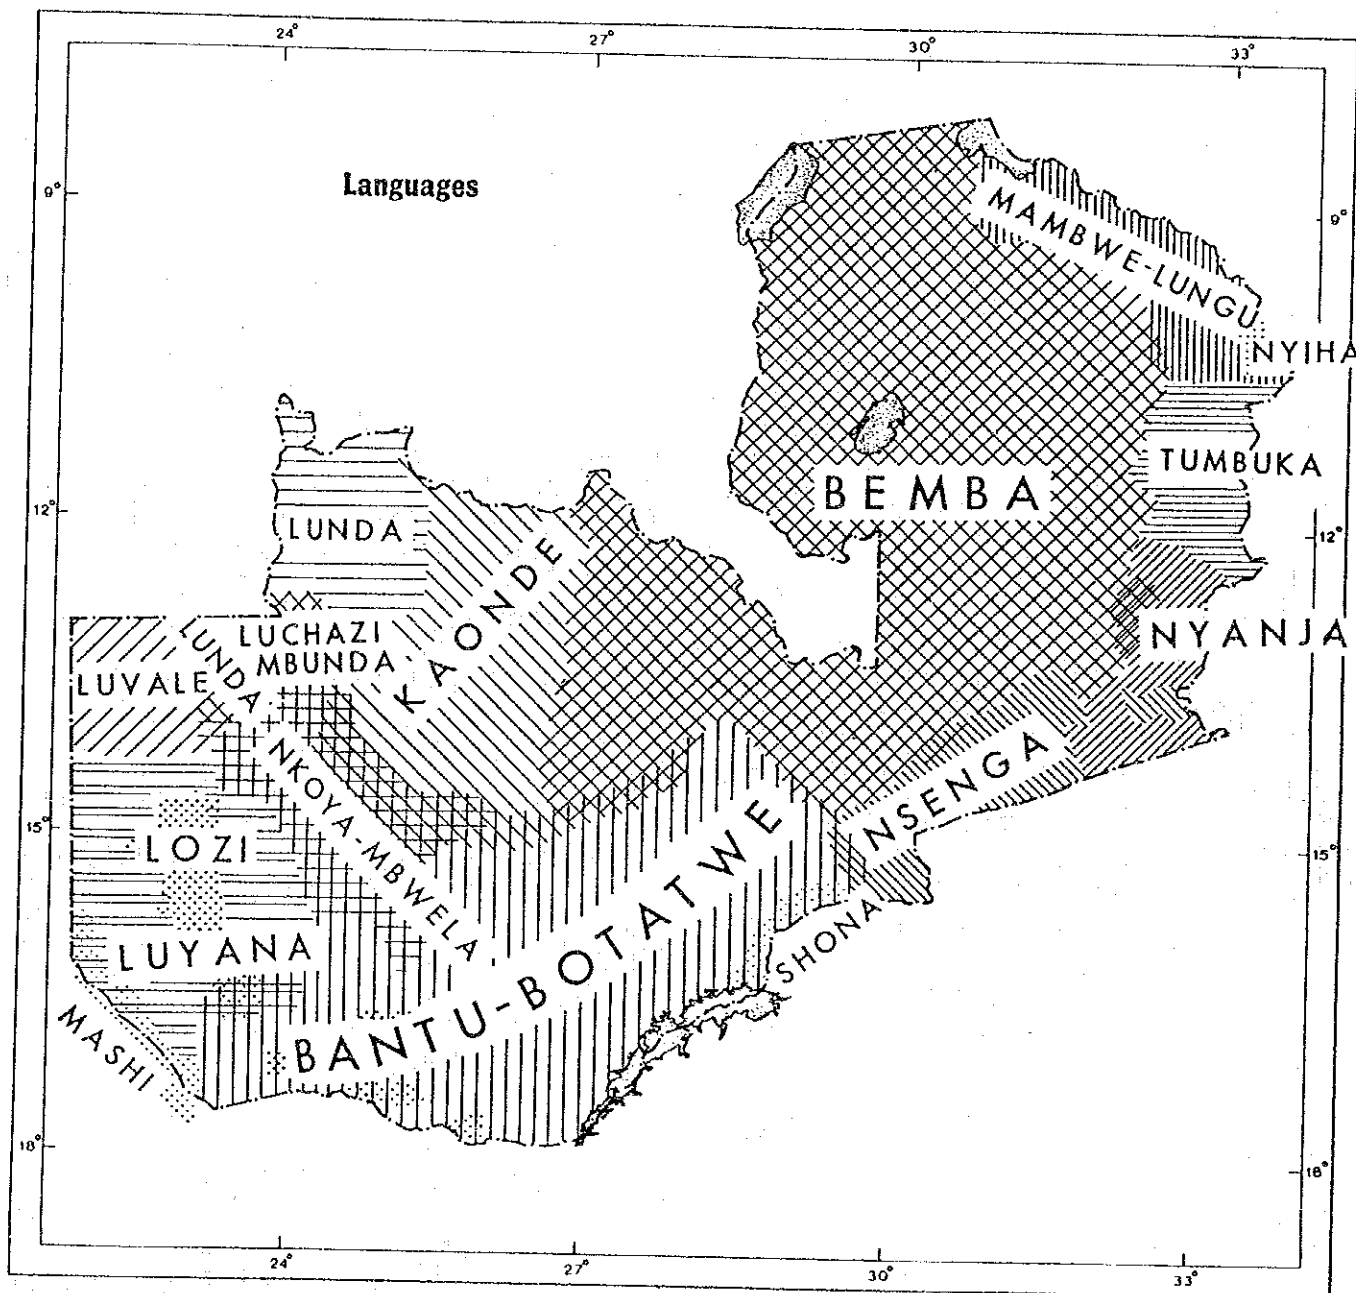 24° 27° 30° 33°
Languages
9° 9°
MAMBWE-LUNGU
NYIHA
TUMBUKA
BEMBA
LUNDA
12° 12°
KAONDE
LUNDA
LUCHAZI
MBUNDA
NYANJA
LUVALE
NSENGA
NKOYA-MBWELA
15° 15°
LOZI
BANTU-BOTATWE
SHONA
LUYANA
MASHI
18° 18°
24° 27° 30° 33°